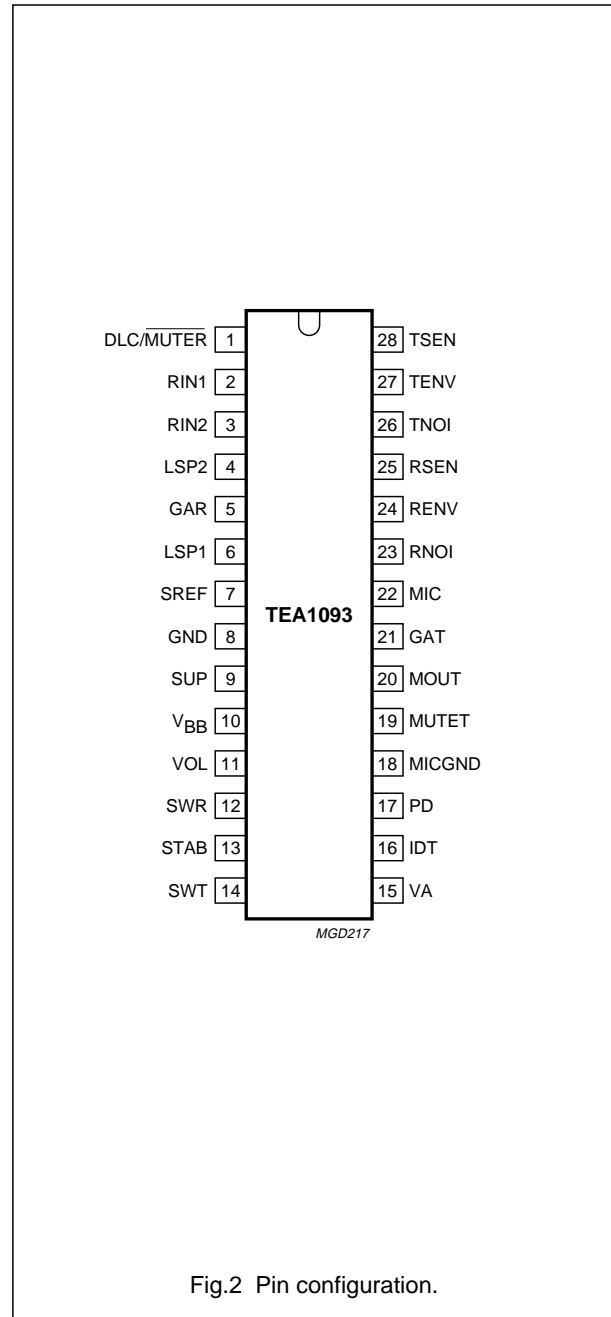 DLC/MUTER 1 28 TSEN
RIN1 2 27 TENV
RIN2 3 26 TNOI
LSP2 4 25 RSEN
GAR 5 24 RENV
LSP1 6 23 RNOI
SREF 7 22 MIC
TEA1093
GND 8 21 GAT
SUP 9 20 MOUT
VBB 10 19 MUTET
VOL 11 18 MICGND
SWR 12 17 PD
STAB 13 16 IDT
SWT 14 15 VA
MGD217
Fig.2 Pin configuration.